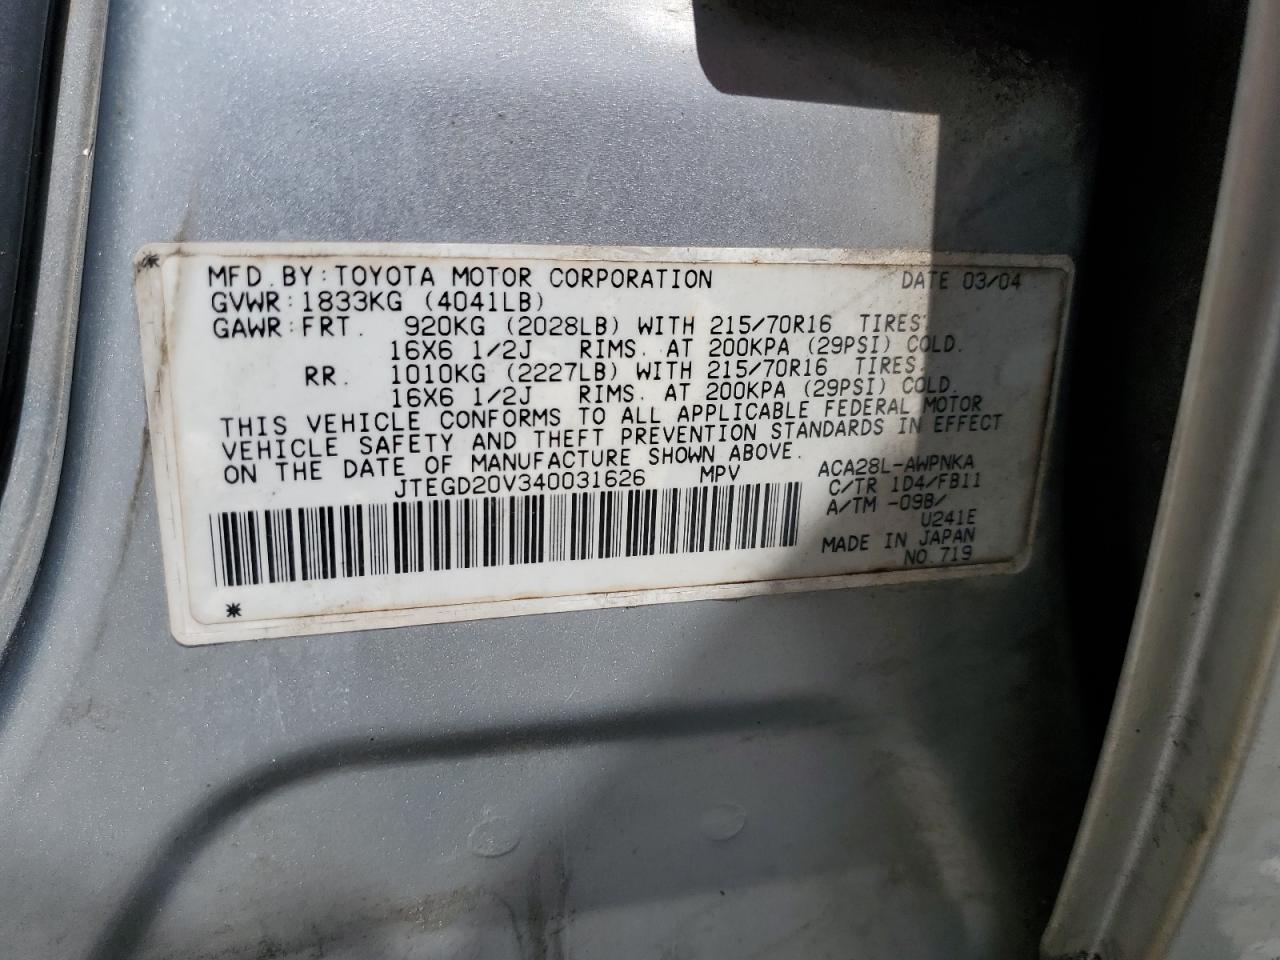 MFD. BY: TOYOTA MOTOR CORPORATION DATE 03/04
GVWR: 1833KG (4041LB)
GAWR: FRT. 920KG (2028LB) WITH 215/70R16 TIRES.
16X6 1/2J RIMS. AT 200KPA (29PSI) COLD.
RR. 1010KG (2227LB) WITH 215/70R16 TIRES.
16X6 1/2J RIMS. AT 200KPA (29PSI) COLD.
THIS VEHICLE CONFORMS TO ALL APPLICABLE FEDERAL MOTOR
VEHICLE SAFETY AND THEFT PREVENTION STANDARDS IN EFFECT
ON THE DATE OF MANUFACTURE SHOWN ABOVE.
JTEGD20V340031626 MPV
ACA28L-AWPNKA
C/TR 1D4/FB11
A/TM -09B/
U241E
MADE IN JAPAN
NO.719